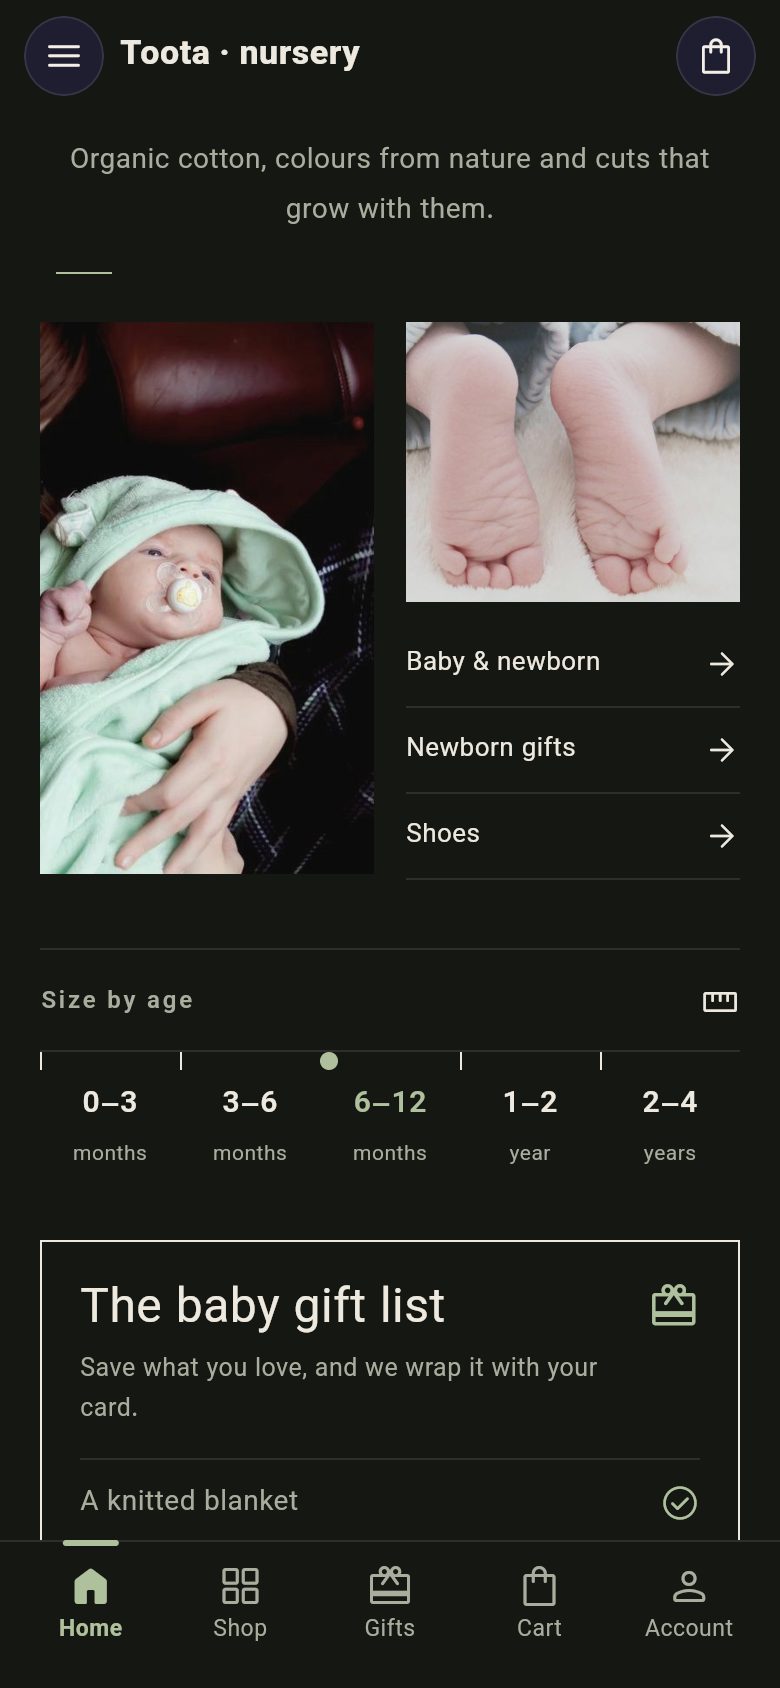 Toota · nursery
Organic cotton, colours from nature and cuts that
grow with them.
Baby & newborn
Newborn gifts
Shoes
Size by age
0–3
3–6
6–12
1–2
2–4
months
months
months
year
years
The baby gift list
Save what you love, and we wrap it with your
card.
A knitted blanket
Home
Shop
Gifts
Cart
Account